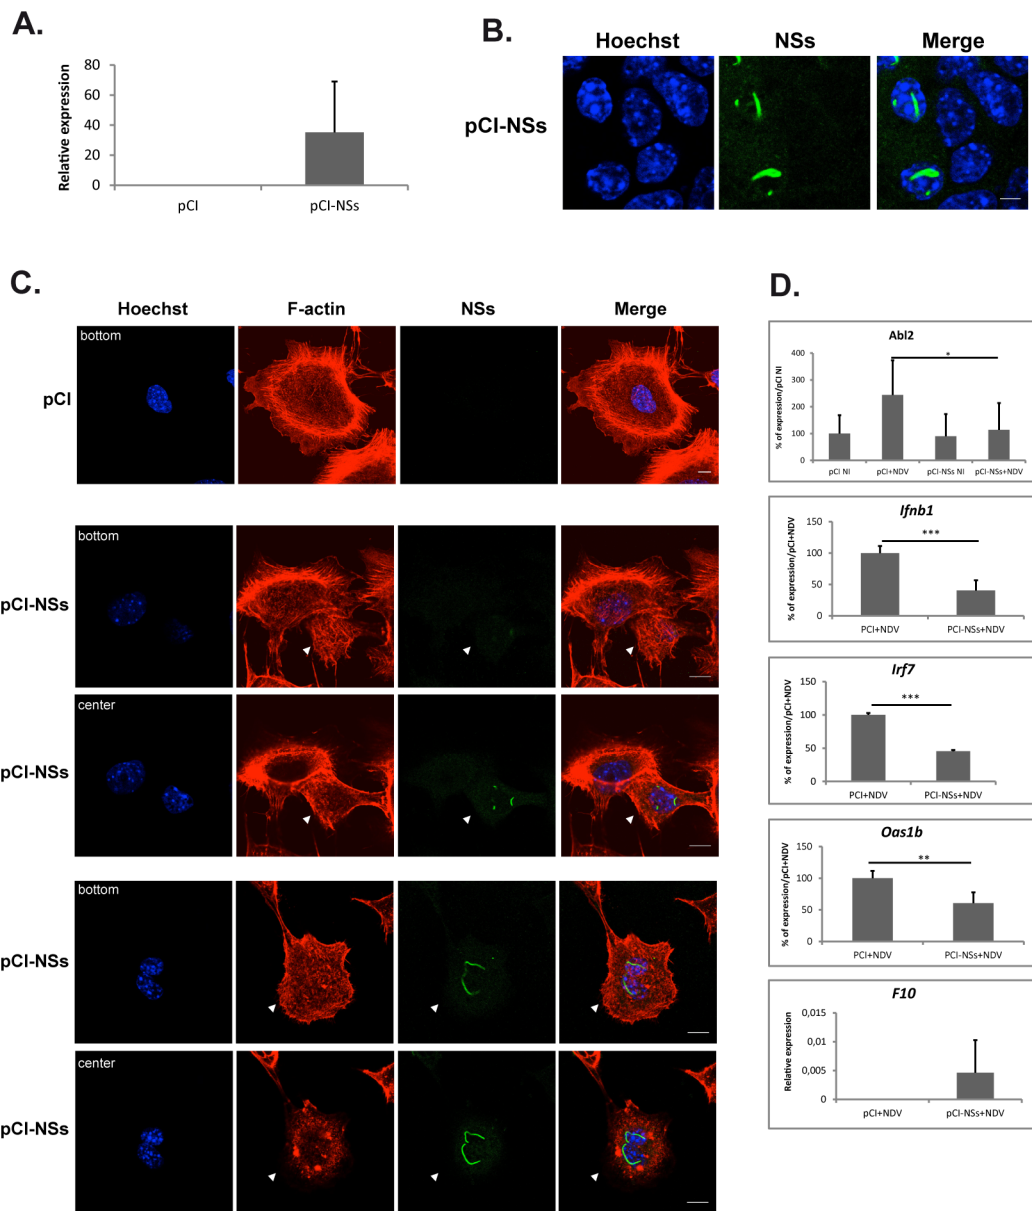 A.
Relative expression
80
60
40
20
0
pCI
pCI-NSs
B.
Hoechst
NSs
Merge
pCI-NSs
C.
Hoechst
F-actin
NSs
Merge
pCI
bottom
pCI-NSs
bottom
pCI-NSs
center
pCI-NSs
bottom
pCI-NSs
center
D.
Abl2
% of expression/pCI NI
400
300
200
100
0
*
pCI NI
pCI+NDV
pCI-NSs NI
pCI-NSs+NDV
Ifnb1
% of expression/pCI+NDV
150
100
50
0
***
PCI+NDV
PCI-NSs+NDV
Irf7
% of expression/pCI+NDV
150
100
50
0
***
PCI+NDV
PCI-NSs+NDV
Oas1b
% of expression/pCI+NDV
150
100
50
0
**
PCI+NDV
PCI-NSs+NDV
F10
Relative expression
0,015
0,01
0,005
0
pCI+NDV
pCI-NSs+NDV